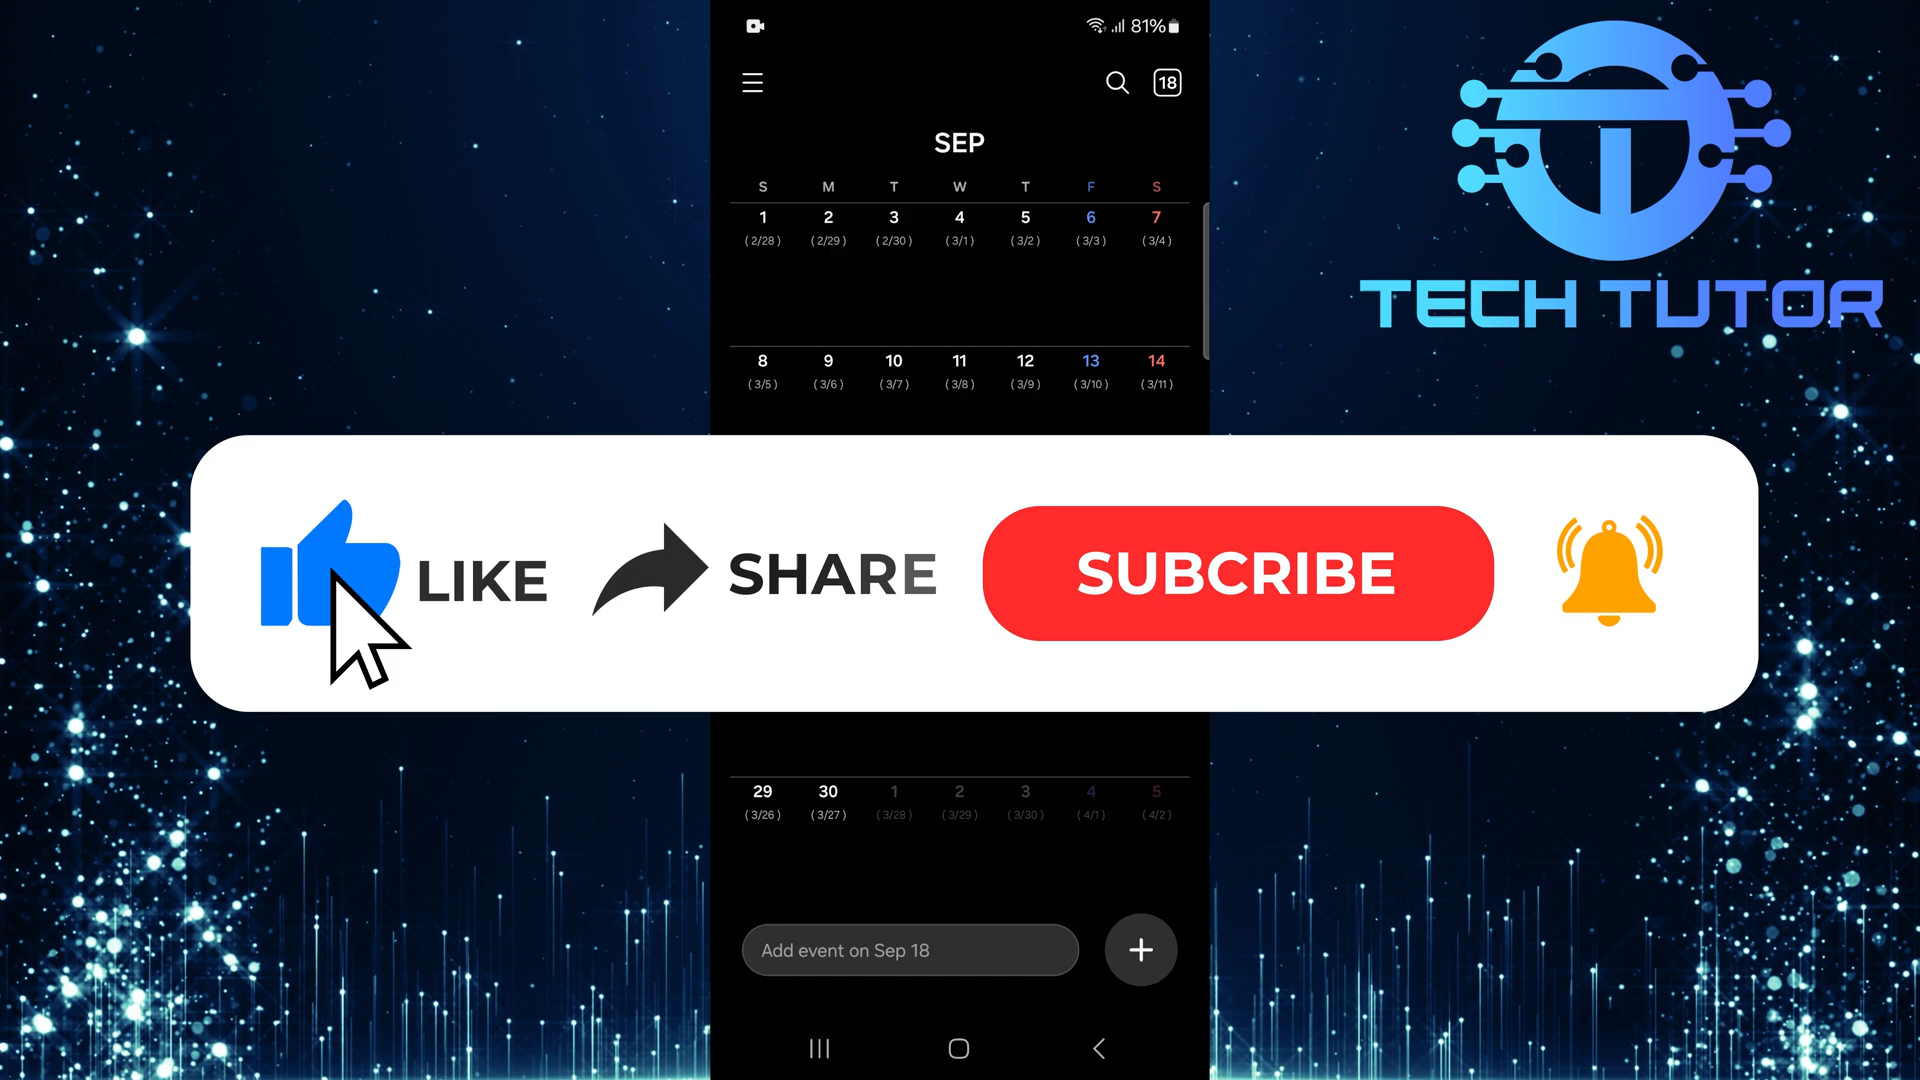 81%
18
SEP
S M T W T F S
1 2 3 4 5 6 7
(2/28) (2/29) (2/30) (3/1) (3/2) (3/3) (3/4)
8 9 10 11 12 13 14
(3/5) (3/6) (3/7) (3/8) (3/9) (3/10) (3/11)
TECH TUTOR
LIKE SHARE SUBCRIBE
29 30 1 2 3 4 5
(3/26) (3/27) (3/28) (3/29) (3/30) (4/1) (4/2)
Add event on Sep 18